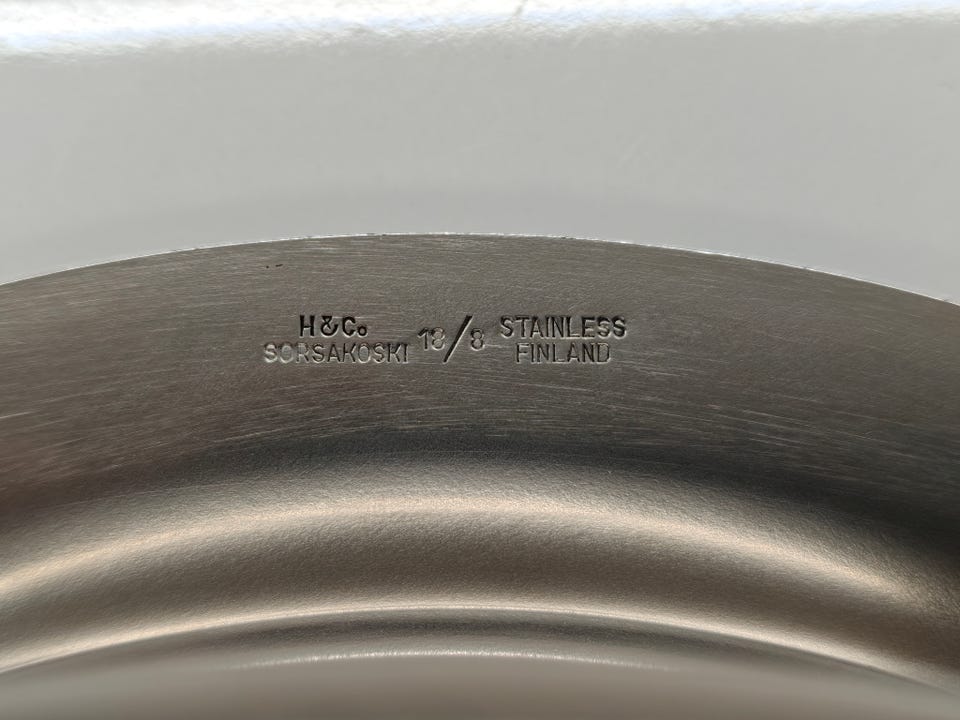 H&Co
SORSAKOSKI
18/8
STAINLESS
FINLAND